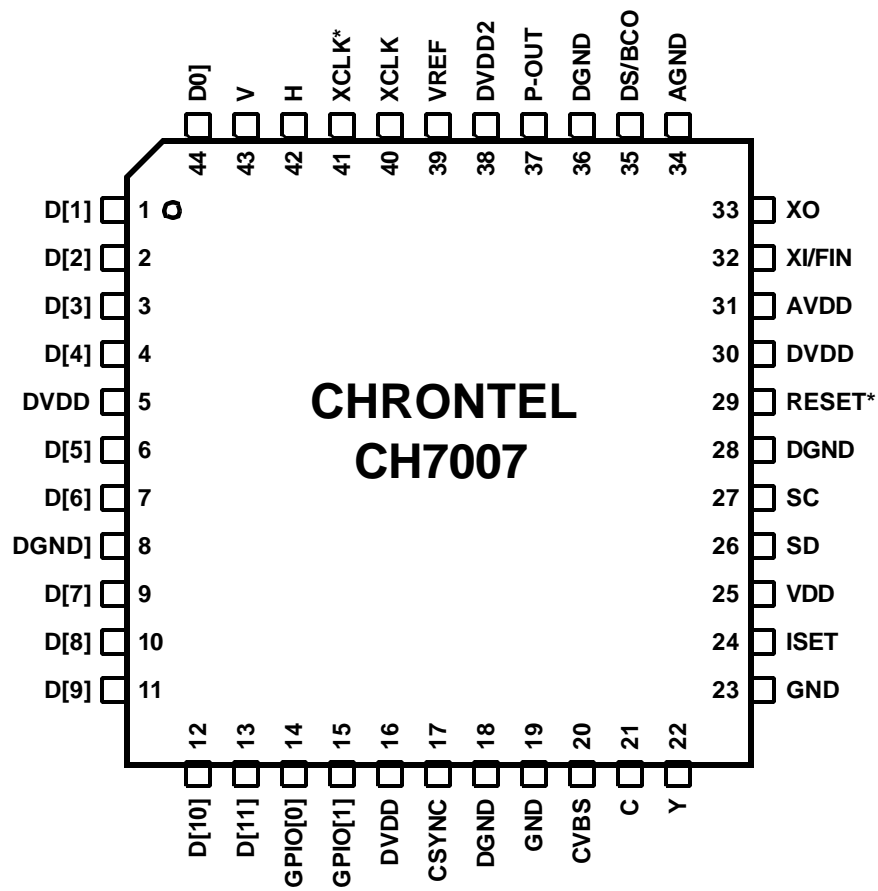 D0] V H XCLK* XCLK VREF DVDD2 P-OUT DGND DS/BCO AGND
44 43 42 41 40 39 38 37 36 35 34
D[1] 1 33 XO
D[2] 2 32 XI/FIN
D[3] 3 31 AVDD
D[4] 4 30 DVDD
DVDD 5 29 RESET*
D[5] 6 28 DGND
D[6] 7 27 SC
DGND] 8 26 SD
D[7] 9 25 VDD
D[8] 10 24 ISET
D[9] 11 23 GND
CHRONTEL
CH7007
12 13 14 15 16 17 18 19 20 21 22
D[10] D[11] GPIO[0] GPIO[1] DVDD CSYNC DGND GND CVBS C Y